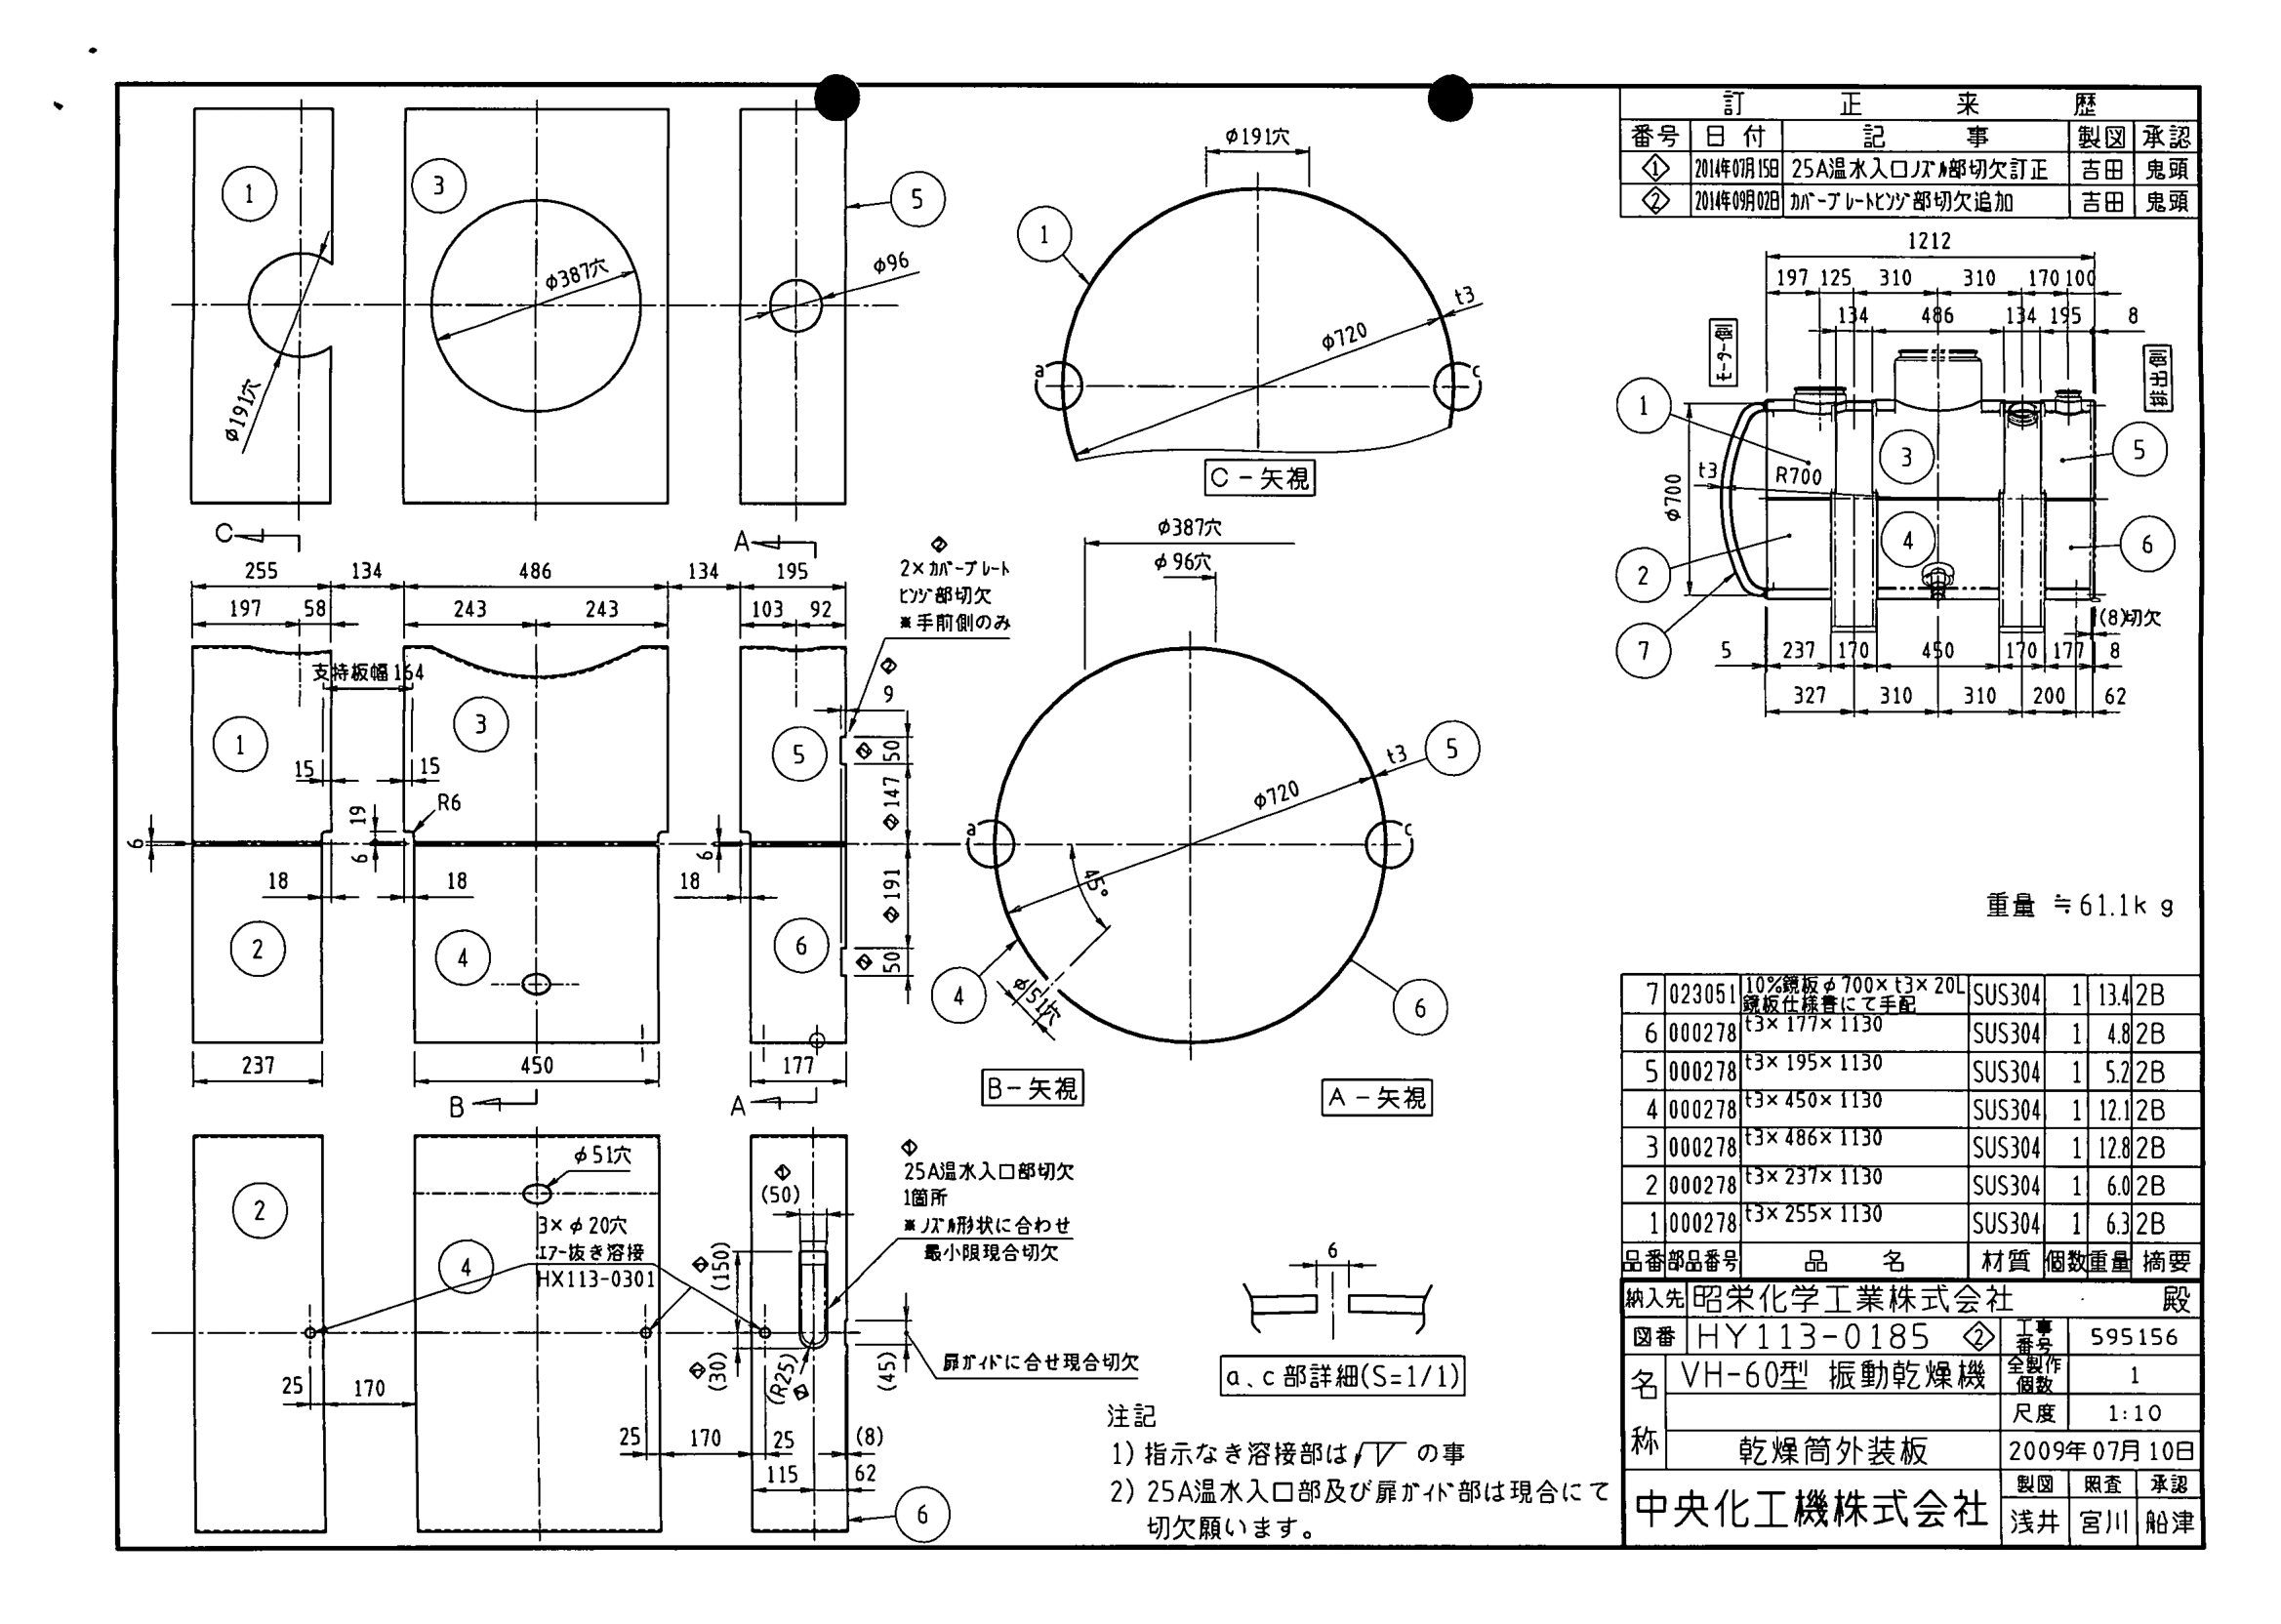 訂正来歴
番号 日付 記事 製図 承認
1 2014年07月15日 25A温水入口ﾉｽﾞﾙ部切欠訂正 吉田 鬼頭
2 2014年09月02日 ｶﾊﾞｰﾌﾟﾚｰﾄﾋﾝｼﾞ部切欠追加 吉田 鬼頭
1
φ191穴
3
φ387穴
5
φ96
C
A
φ191穴
1
t3
φ720
a
c
C-矢視
1212
197 125 310 310 170 100
134 486 134 195 8
ﾓｰﾀｰ側
排出側
1
3
5
t3
R700
φ700
2
4
6
7
(8)切欠
5 237 170 450 170 177 8
327 310 310 200 62
255 134 486 134 195
197 58 243 243 103 92
2
2×ｶﾊﾞｰﾌﾟﾚｰﾄ
ﾋﾝｼﾞ部切欠
※手前側のみ
支持板幅164
2
9
1
3
5
2 50
15 15
2 147
R6
19
6
6
6
18 18 18
2 191
2
4
6
2 50
237 450 177
B
A
φ387穴
φ96穴
5
t3
φ720
a
c
45°
4
φ51穴
6
B-矢視
A-矢視
重量≒61.1kg
2
φ51穴
3×φ20穴
ｴｱｰ抜き溶接
HX113-0301
4
(50)
25A温水入口部切欠
1箇所
※ﾉｽﾞﾙ形状に合わせ
最小限現合切欠
(150)
(30)
(R25)
(45)
扉ｶﾞｲﾄﾞに合せ現合切欠
25 170
25 170 25 (8)
115 62
6
6
a、c部詳細(S=1/1)
注記
1) 指示なき溶接部は の事
2) 25A温水入口部及び扉ｶﾞｲﾄﾞ部は現合にて
切欠願います。
7 023051 10%鏡板φ700×t3×20L SUS304 1 13.4 2B
鏡板仕様書にて手配
6 000278 t3×177×1130 SUS304 1 4.8 2B
5 000278 t3×195×1130 SUS304 1 5.2 2B
4 000278 t3×450×1130 SUS304 1 12.1 2B
3 000278 t3×486×1130 SUS304 1 12.8 2B
2 000278 t3×237×1130 SUS304 1 6.0 2B
1 000278 t3×255×1130 SUS304 1 6.3 2B
品番 部品番号 品名 材質 個数 重量 摘要
納入先 昭栄化学工業株式会社 殿
図番 HY113-0185 2 工事番号 595156
名称 VH-60型 振動乾燥機 全製作個数 1
尺度 1:10
乾燥筒外装板 2009年07月10日
中央化工機株式会社 製図 照査 承認
浅井 宮川 船津